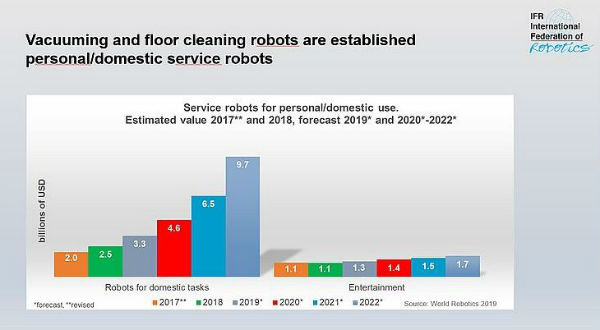 IFR
International
Federation of
Robotics
Vacuuming and floor cleaning robots are established
personal/domestic service robots
Service robots for personal/domestic use.
Estimated value 2017** and 2018, forecast 2019* and 2020*-2022*
billions of USD
2.0
2.5
3.3
4.6
6.5
9.7
1.1
1.1
1.3
1.4
1.5
1.7
Robots for domestic tasks
Entertainment
*forecast, **revised
2017** 2018 2019* 2020* 2021* 2022*
Source: World Robotics 2019